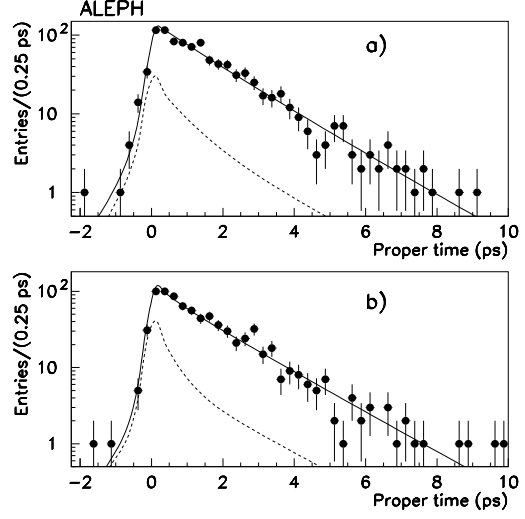 ALEPH
Entries/(0.25 ps)
10²
10
1
a)
−2 0 2 4 6 8 10
Proper time (ps)
Entries/(0.25 ps)
10²
10
1
b)
−2 0 2 4 6 8 10
Proper time (ps)